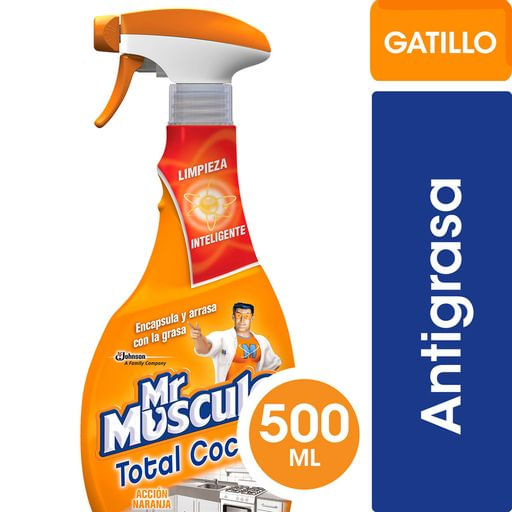 GATILLO
Antigrasa
LIMPIEZA
INTELIGENTE
Encapsula y arrasa
con la grasa
SC Johnson
A Family Company
Mr
Muscul
Total Coc
500
ML
ACCIÓN
NARANJA